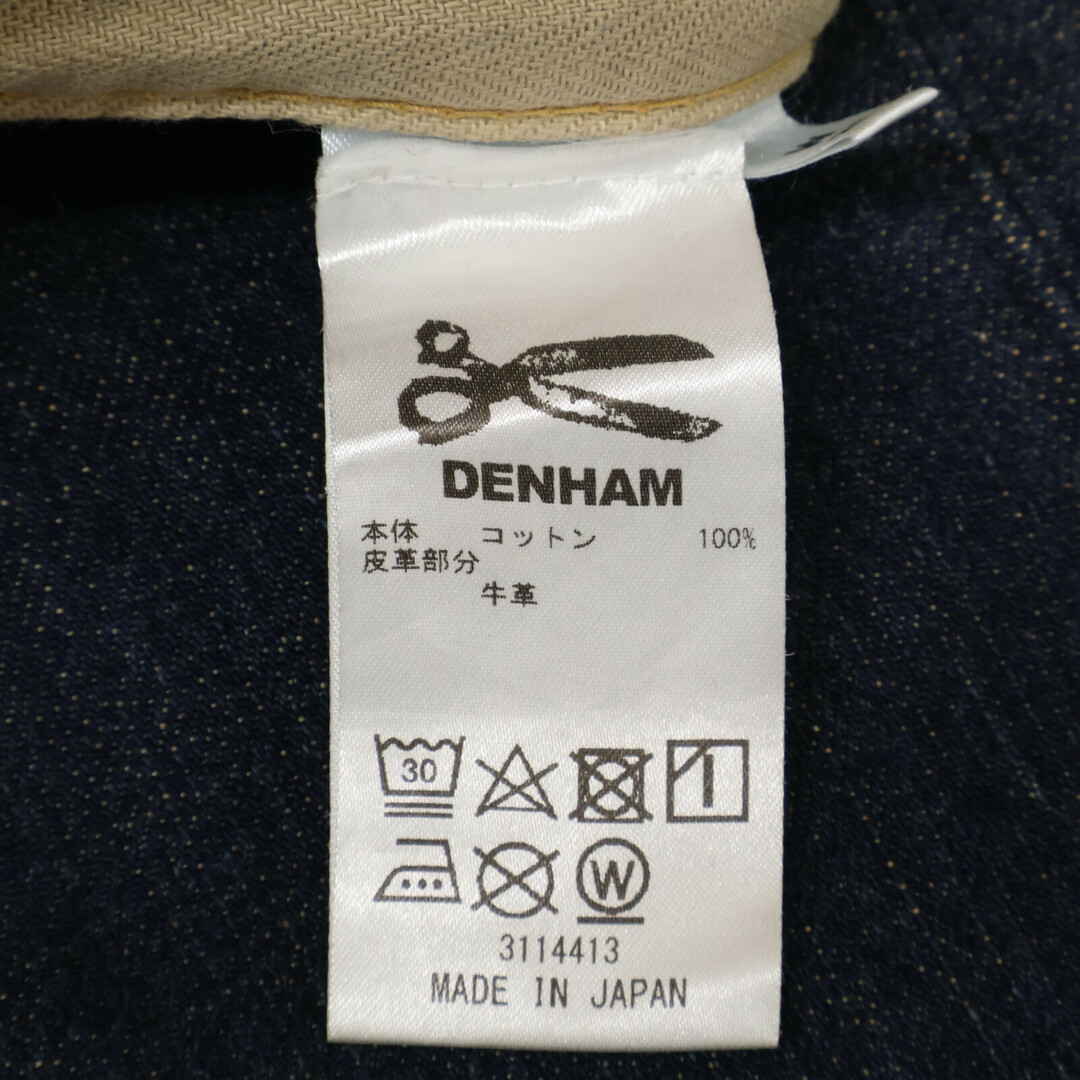 DENHAM
本体 コットン 100%
皮革部分
牛革
30
W
3114413
MADE IN JAPAN